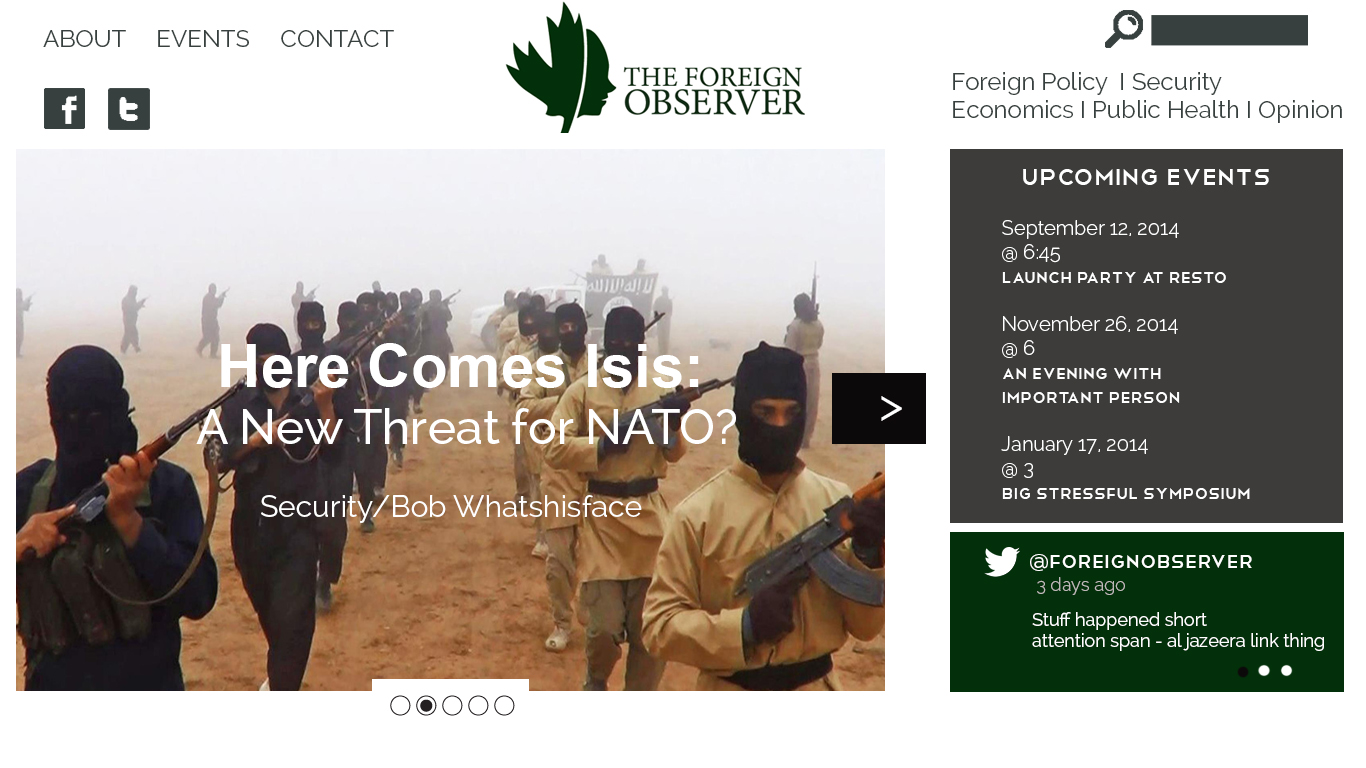 ABOUT EVENTS CONTACT
THE FOREIGN
OBSERVER
Foreign Policy I Security
Economics I Public Health I Opinion
Here Comes Isis:
A New Threat for NATO?
Security/Bob Whatshisface
>
UPCOMING EVENTS
September 12, 2014
@ 6:45
LAUNCH PARTY AT RESTO
November 26, 2014
@ 6
AN EVENING WITH
IMPORTANT PERSON
January 17, 2014
@ 3
BIG STRESSFUL SYMPOSIUM
@FOREIGNOBSERVER
3 days ago
Stuff happened short
attention span - al jazeera link thing